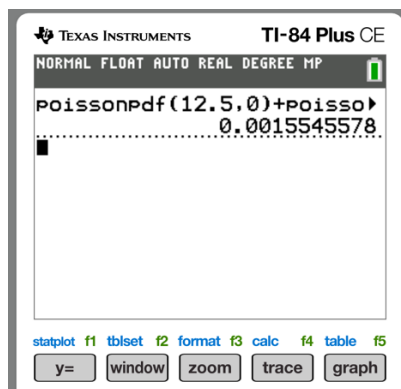 TEXAS INSTRUMENTS TI-84 Plus CE
NORMAL FLOAT AUTO REAL DEGREE MP
poissonpdf(12.5,0)+poisso
0.0015545578
statplot f1 tblset f2 format f3 calc f4 table f5
y= window zoom trace graph